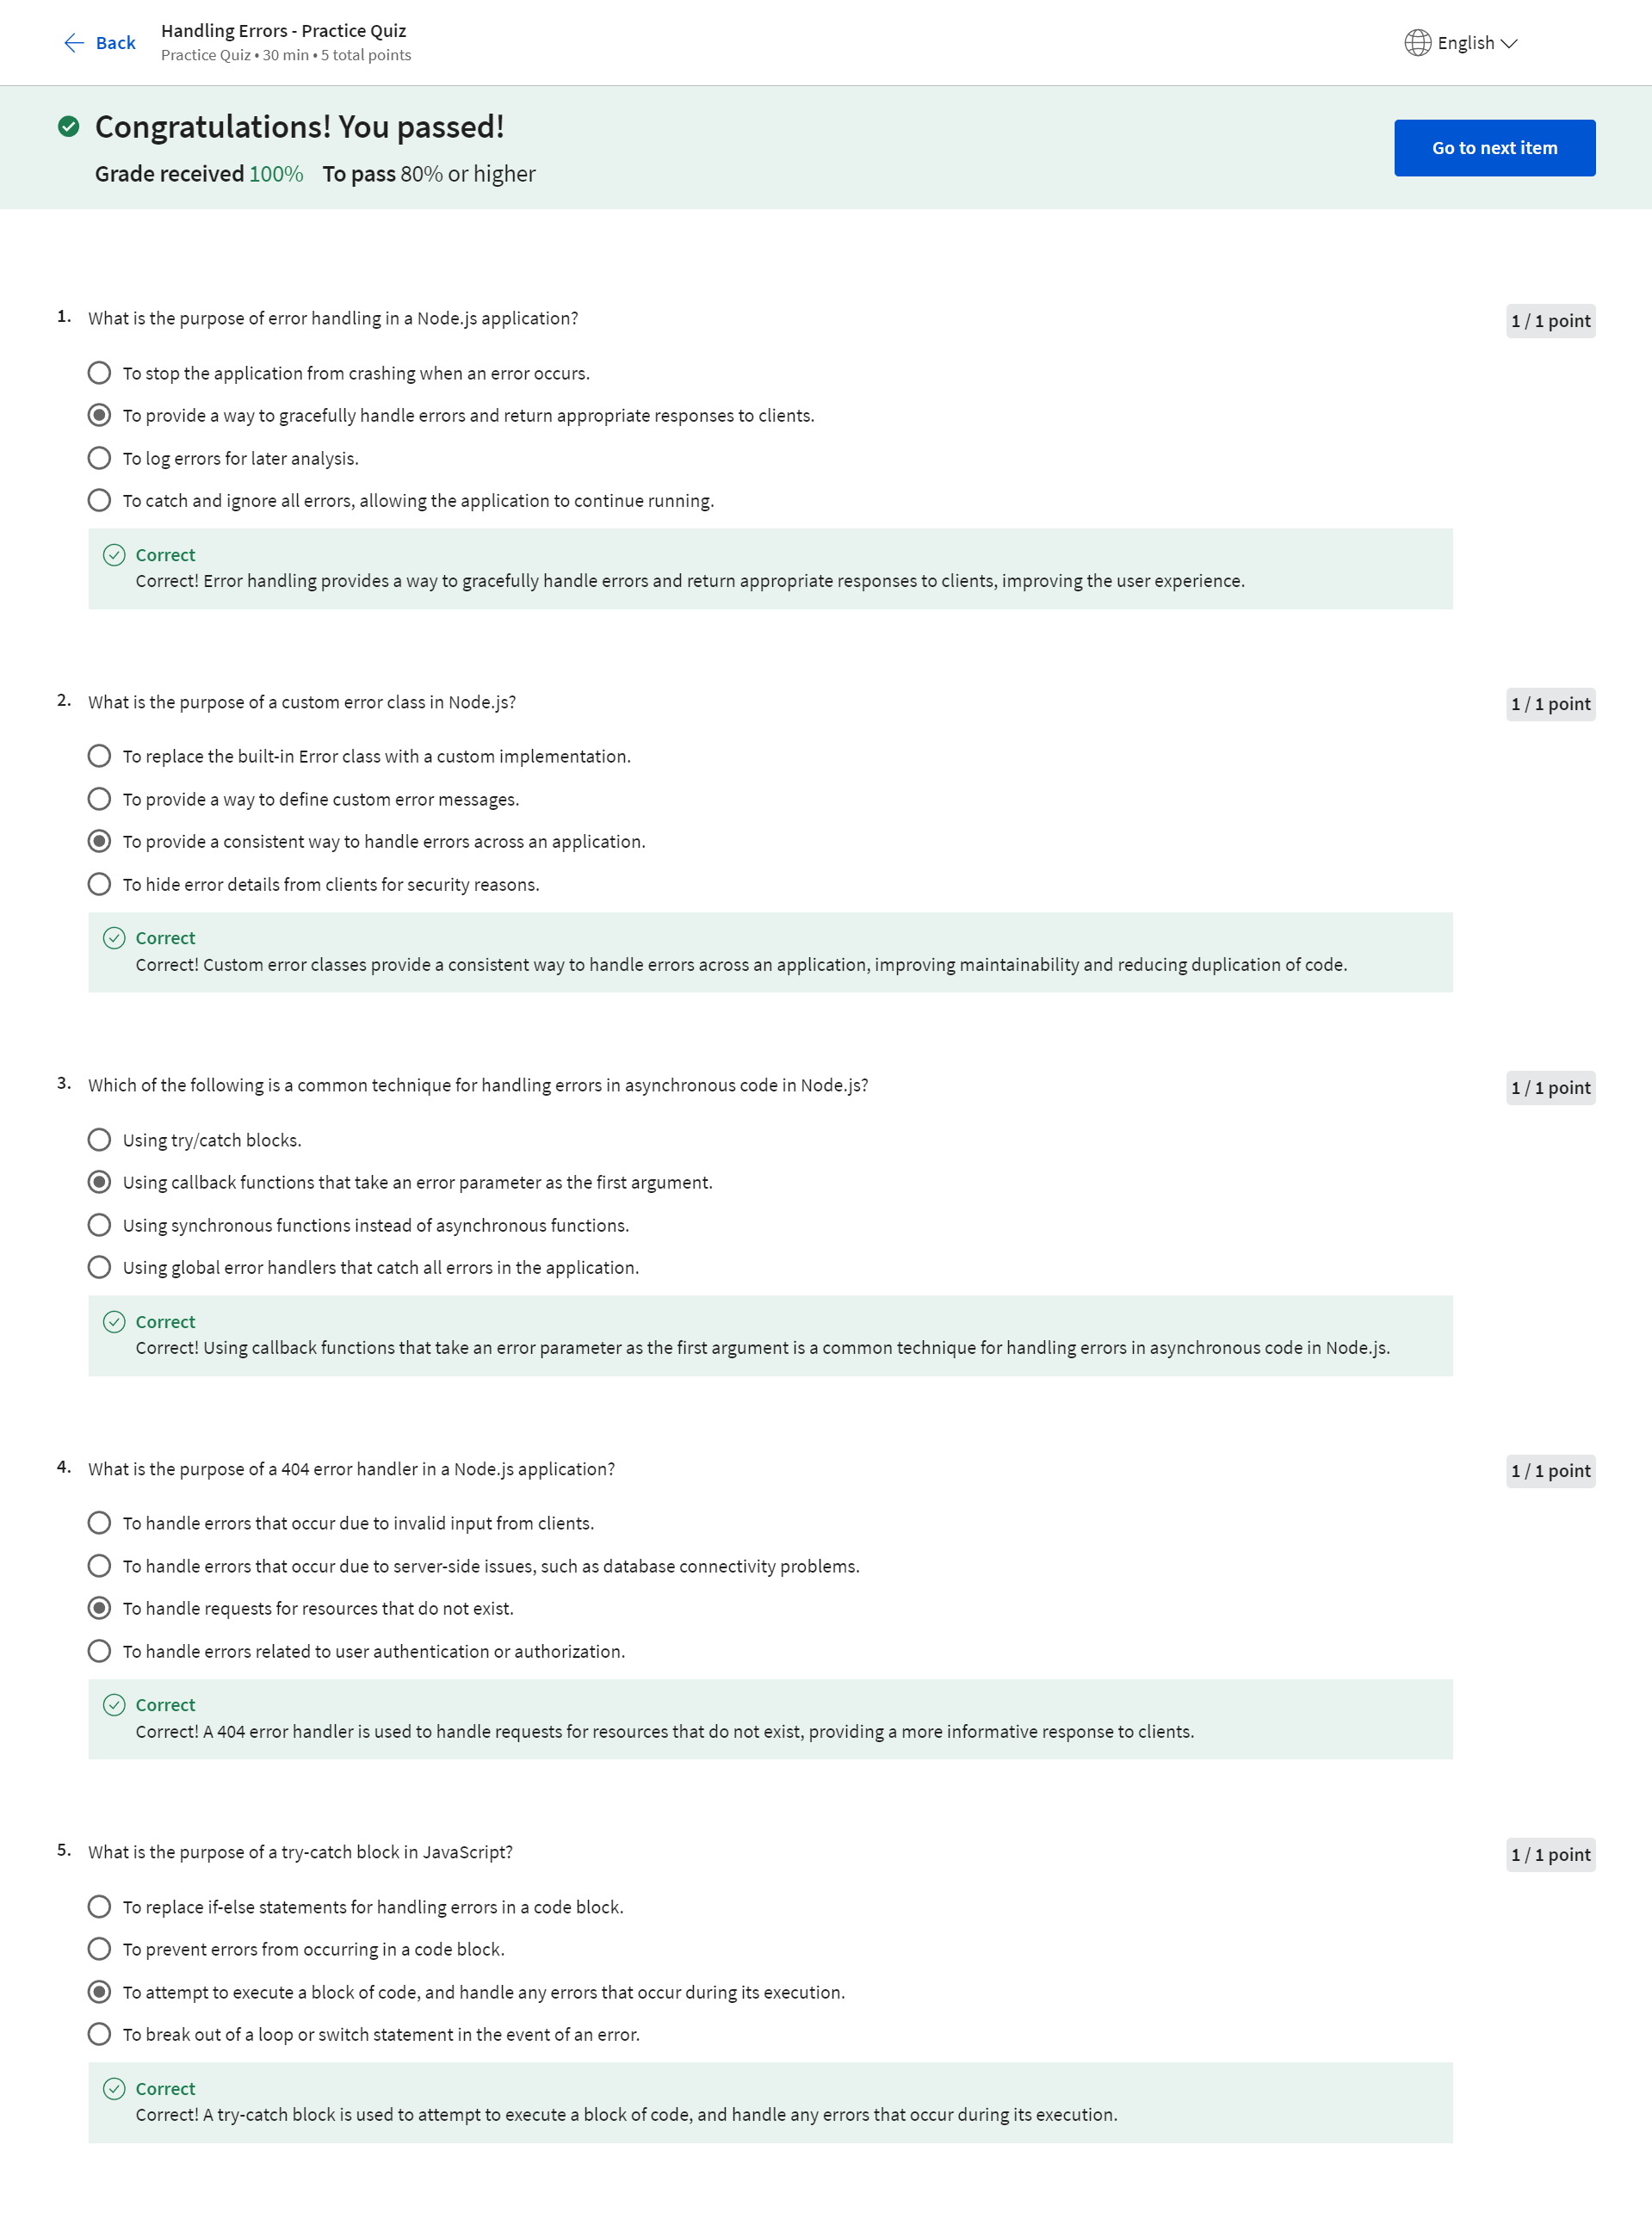 Back
Handling Errors - Practice Quiz
Practice Quiz • 30 min • 5 total points
English
Congratulations! You passed!
Grade received 100% To pass 80% or higher
Go to next item
1. What is the purpose of error handling in a Node.js application?
1 / 1 point
To stop the application from crashing when an error occurs.
To provide a way to gracefully handle errors and return appropriate responses to clients.
To log errors for later analysis.
To catch and ignore all errors, allowing the application to continue running.
Correct
Correct! Error handling provides a way to gracefully handle errors and return appropriate responses to clients, improving the user experience.
2. What is the purpose of a custom error class in Node.js?
1 / 1 point
To replace the built-in Error class with a custom implementation.
To provide a way to define custom error messages.
To provide a consistent way to handle errors across an application.
To hide error details from clients for security reasons.
Correct
Correct! Custom error classes provide a consistent way to handle errors across an application, improving maintainability and reducing duplication of code.
3. Which of the following is a common technique for handling errors in asynchronous code in Node.js?
1 / 1 point
Using try/catch blocks.
Using callback functions that take an error parameter as the first argument.
Using synchronous functions instead of asynchronous functions.
Using global error handlers that catch all errors in the application.
Correct
Correct! Using callback functions that take an error parameter as the first argument is a common technique for handling errors in asynchronous code in Node.js.
4. What is the purpose of a 404 error handler in a Node.js application?
1 / 1 point
To handle errors that occur due to invalid input from clients.
To handle errors that occur due to server-side issues, such as database connectivity problems.
To handle requests for resources that do not exist.
To handle errors related to user authentication or authorization.
Correct
Correct! A 404 error handler is used to handle requests for resources that do not exist, providing a more informative response to clients.
5. What is the purpose of a try-catch block in JavaScript?
1 / 1 point
To replace if-else statements for handling errors in a code block.
To prevent errors from occurring in a code block.
To attempt to execute a block of code, and handle any errors that occur during its execution.
To break out of a loop or switch statement in the event of an error.
Correct
Correct! A try-catch block is used to attempt to execute a block of code, and handle any errors that occur during its execution.